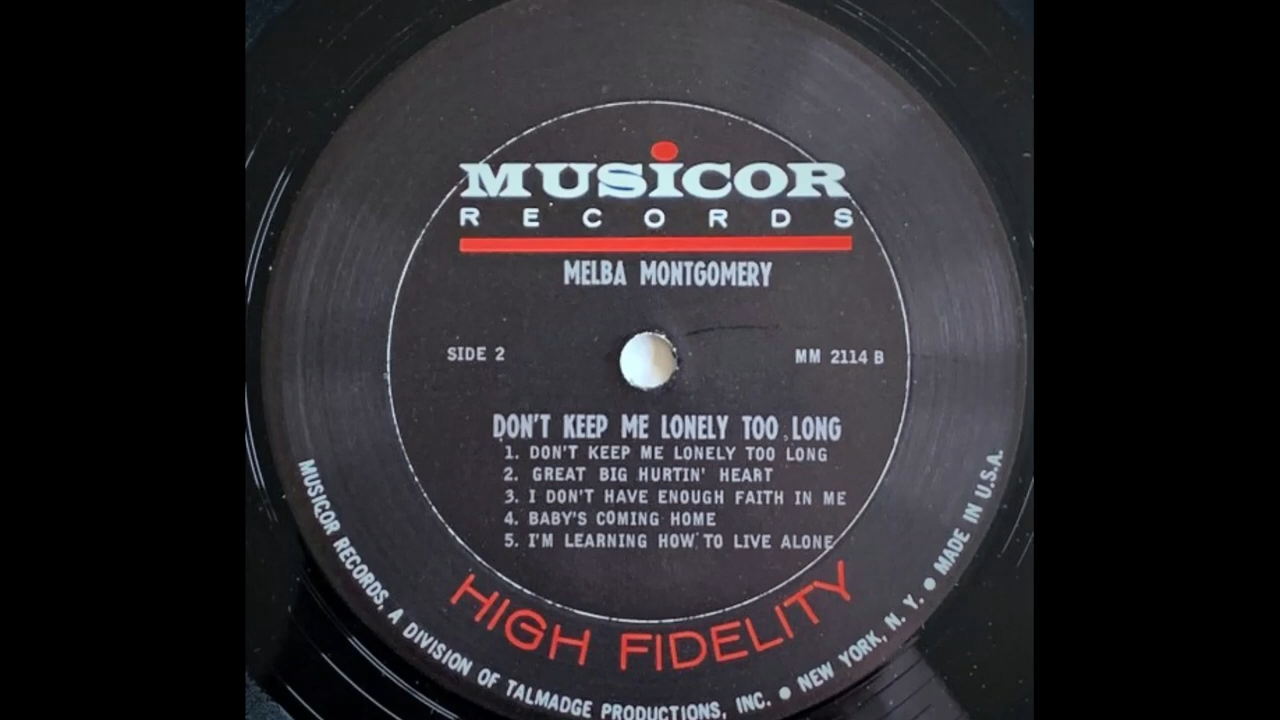 MUSiCOR
RECORDS
MELBA MONTGOMERY
SIDE 2
MM 2114 B
DON'T KEEP ME LONELY TOO LONG
1. DON'T KEEP ME LONELY TOO LONG
2. GREAT BIG HURTIN' HEART
3. I DON'T HAVE ENOUGH FAITH IN ME
4. BABY'S COMING HOME
5. I'M LEARNING HOW TO LIVE ALONE
HIGH FIDELITY
MUSICOR RECORDS, A DIVISION OF TALMADGE PRODUCTIONS, INC. ● NEW YORK, N. Y. ● MADE IN U.S.A.